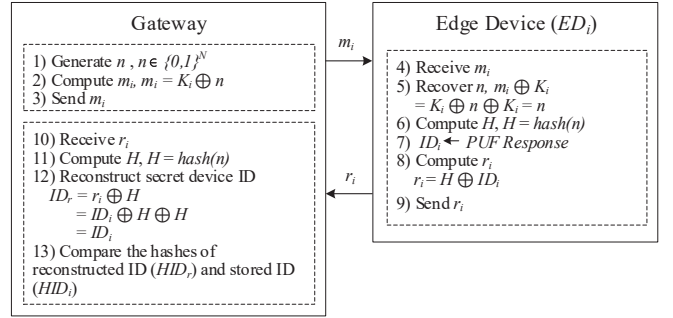 Gateway
1) Generate n , n ∈ {0,1}^N
2) Compute m_i, m_i = K_i ⊕ n
3) Send m_i
10) Receive r_i
11) Compute H, H = hash(n)
12) Reconstruct secret device ID
ID_r = r_i ⊕ H
= ID_i ⊕ H ⊕ H
= ID_i
13) Compare the hashes of
reconstructed ID (HID_r) and stored ID
(HID_i)
m_i
r_i
Edge Device (ED_i)
4) Receive m_i
5) Recover n, m_i ⊕ K_i
= K_i ⊕ n ⊕ K_i = n
6) Compute H, H = hash(n)
7) ID_i ← PUF Response
8) Compute r_i
r_i = H ⊕ ID_i
9) Send r_i